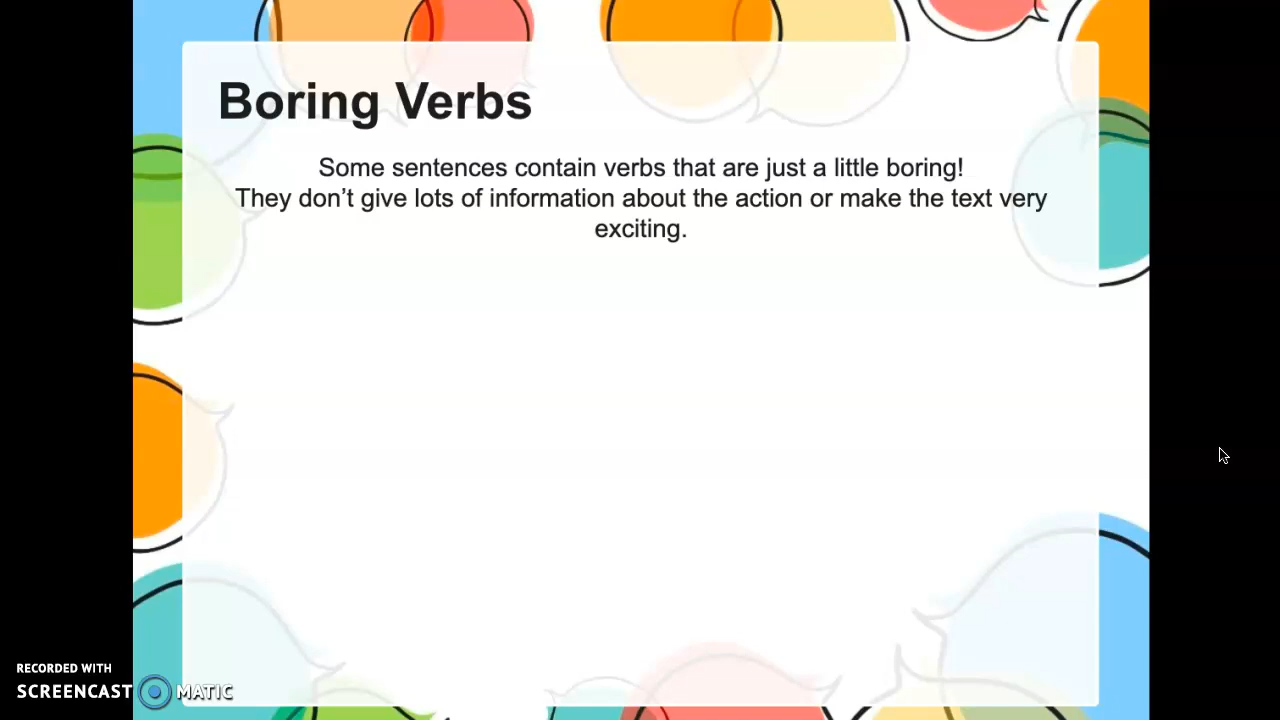 Boring Verbs
Some sentences contain verbs that are just a little boring!
They don’t give lots of information about the action or make the text very
exciting.
RECORDED WITH
SCREENCAST MATIC